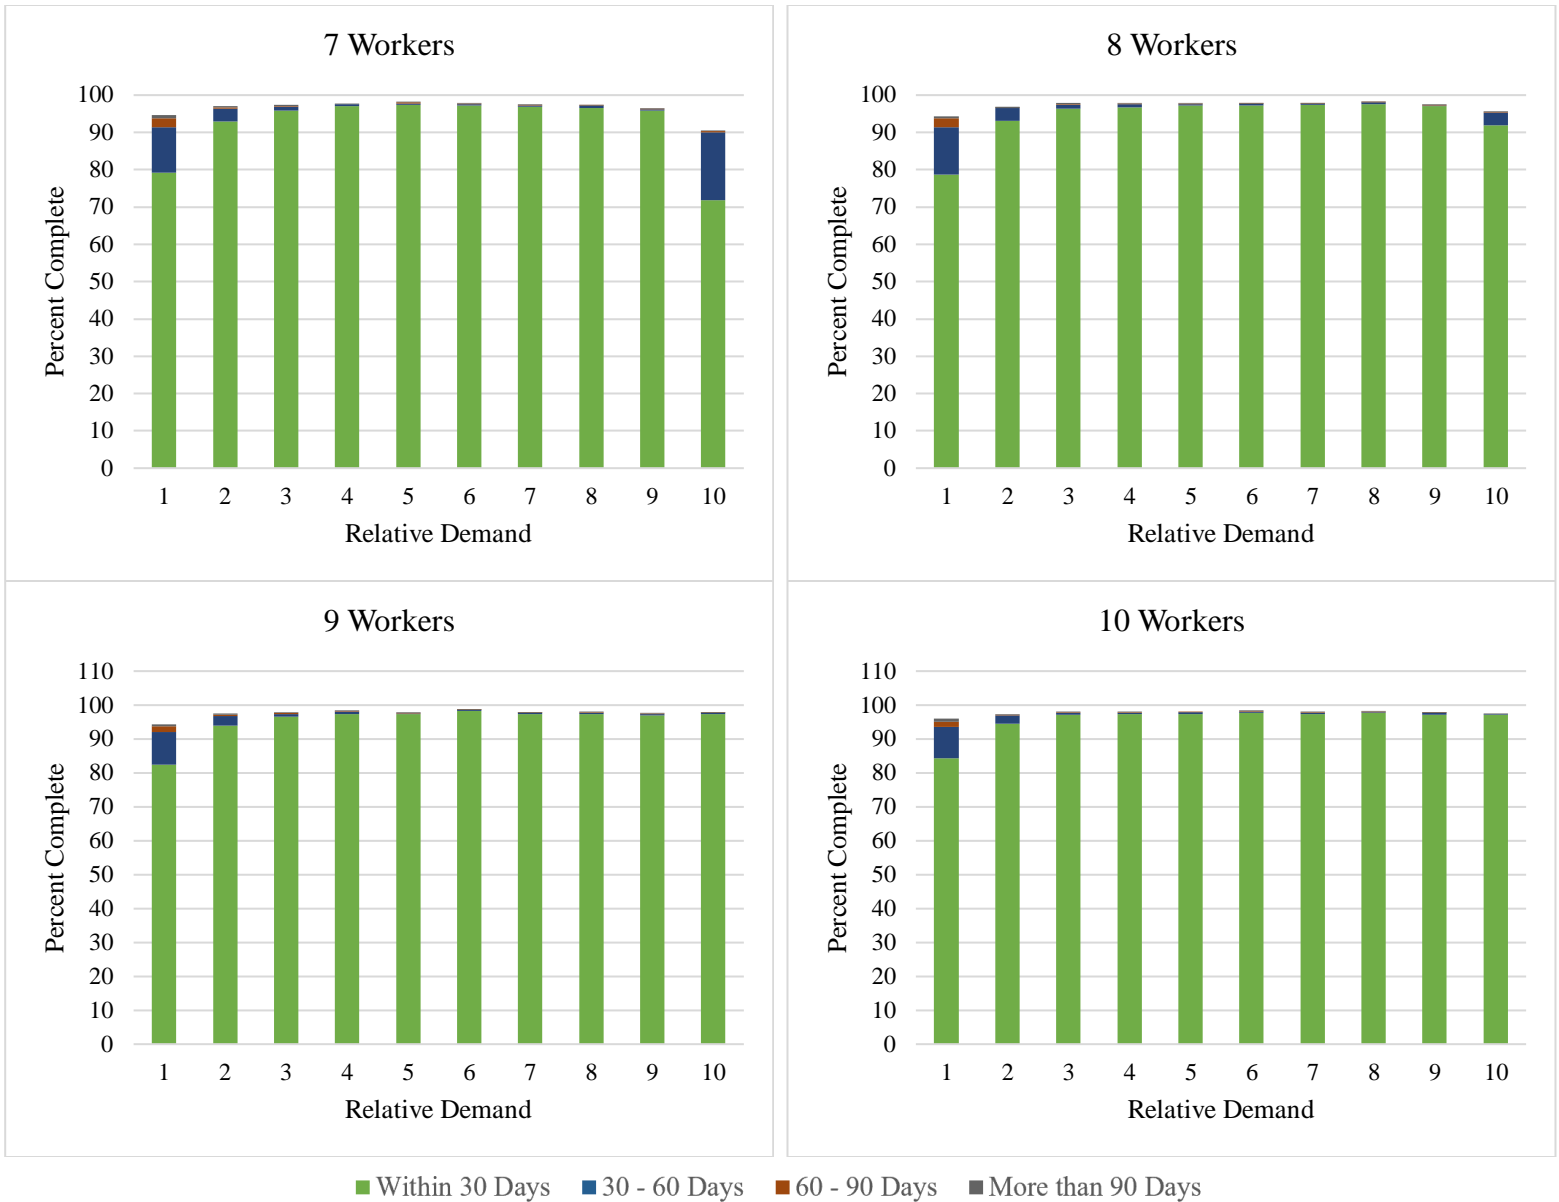 7 Workers
Percent Complete
100
90
80
70
60
50
40
30
20
10
0
1 2 3 4 5 6 7 8 9 10
Relative Demand
8 Workers
Percent Complete
100
90
80
70
60
50
40
30
20
10
0
1 2 3 4 5 6 7 8 9 10
Relative Demand
9 Workers
Percent Complete
110
100
90
80
70
60
50
40
30
20
10
0
1 2 3 4 5 6 7 8 9 10
Relative Demand
10 Workers
Percent Complete
110
100
90
80
70
60
50
40
30
20
10
0
1 2 3 4 5 6 7 8 9 10
Relative Demand
Within 30 Days 30 - 60 Days 60 - 90 Days More than 90 Days